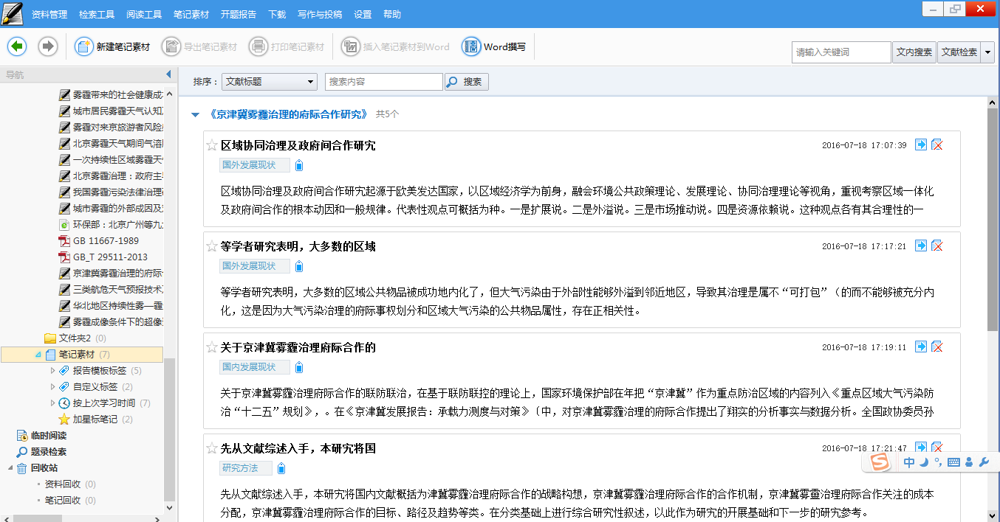 资料管理 检索工具 阅读工具 笔记素材 开题报告 下载 写作与投稿 设置 帮助
新建笔记素材 导出笔记素材 打印笔记素材 插入笔记素材到Word Word撰写 请输入关键词 文内搜索 文献检索
导航
雾霾带来的社会健康成
城市居民雾霾天气认知
雾霾对来京旅游者风险
北京雾霾天气期间气溶
一次持续性区域雾霾天
北京雾霾治理：政府主
我国雾霾污染法律治理
城市雾霾的外部成因及
环保部：北京广州等九
GB 11667-1989
GB_T 29511-2013
京津冀雾霾治理的府际
三类航危天气预报技术
华北地区持续性雾—霾
雾霾成像条件下的超像
文件夹2 (0)
笔记素材 (7)
报告模板标签 (5)
自定义标签 (2)
按上次学习时间 (7)
加星标笔记 (2)
临时阅读
题录检索
回收站
资料回收 (0)
笔记回收 (0)
排序： 文献标题 搜索内容 搜索
《京津冀雾霾治理的府际合作研究》 共5个
区域协同治理及政府间合作研究 2016-07-18 17:07:39
国外发展现状
区域协同治理及政府间合作研究起源于欧美发达国家，以区域经济学为前身，融会环境公共政策理论、发展理论、协同治理理论等视角，重视考察区域一体化
及政府间合作的根本动因和一般规律。代表性观点可概括为种。一是扩展说。二是外溢说。三是市场推动说。四是资源依赖说。这种观点各有其合理性的一
等学者研究表明，大多数的区域 2016-07-18 17:17:21
国外发展现状
等学者研究表明，大多数的区域公共物品被成功地内化了，但大气污染由于外部性能够外溢到邻近地区，导致其治理是属不“可打包”（的而不能够被充分内
化，这是因为大气污染治理的府际事权划分和区域大气污染的公共物品属性，存在正相关性。
关于京津冀雾霾治理府际合作的 2016-07-18 17:19:11
国内发展现状
关于京津冀雾霾治理府际合作的联防联治，在基于联防联控的理论上，国家环境保护部在年把“京津冀”作为重点防治区域的内容列入《重点区域大气污染防
治“十二五”规划》，。在《京津冀发展报告：承载力测度与对策》〔中，对京津冀雾霾治理的府际合作提出了翔实的分析事实与数据分析。全国政协委员孙
先从文献综述入手，本研究将国 2016-07-18 17:21:47
研究方法
先从文献综述入手，本研究将国内文献概括为津冀雾霾治理府际合作的战略构想，京津冀雾霾治理府际合作的合作机制，京津冀雾靈治理府际合作关注的成本
分配，京津冀雾霾治理府际合作的目标、路径及趋势等类。在分类基础上进行综合研究性叙述，以此作为研究的开展基础和下一步的研究参考。
中